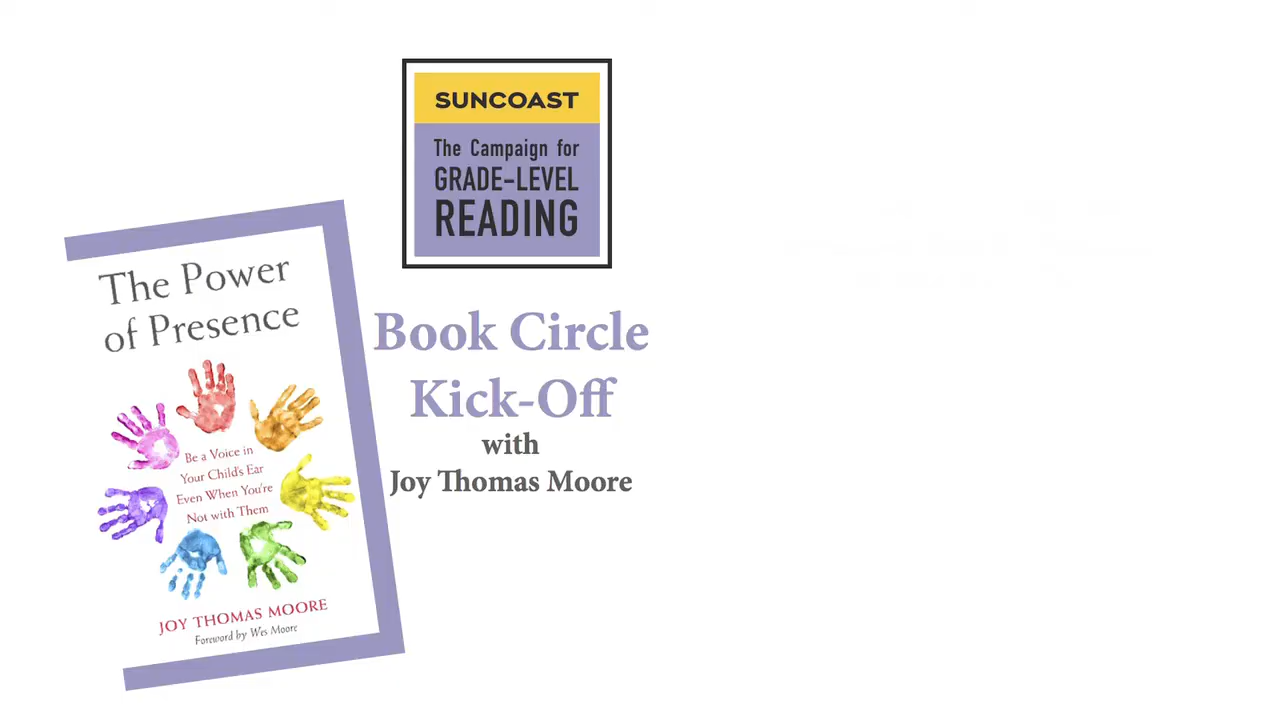 SUNCOAST
The Campaign for
GRADE-LEVEL
READING
The Power
of Presence
Be a Voice in
Your Child's Ear
Even When You're
Not with Them
JOY THOMAS MOORE
Foreword by Wes Moore
Book Circle
Kick-Off
with
Joy Thomas Moore